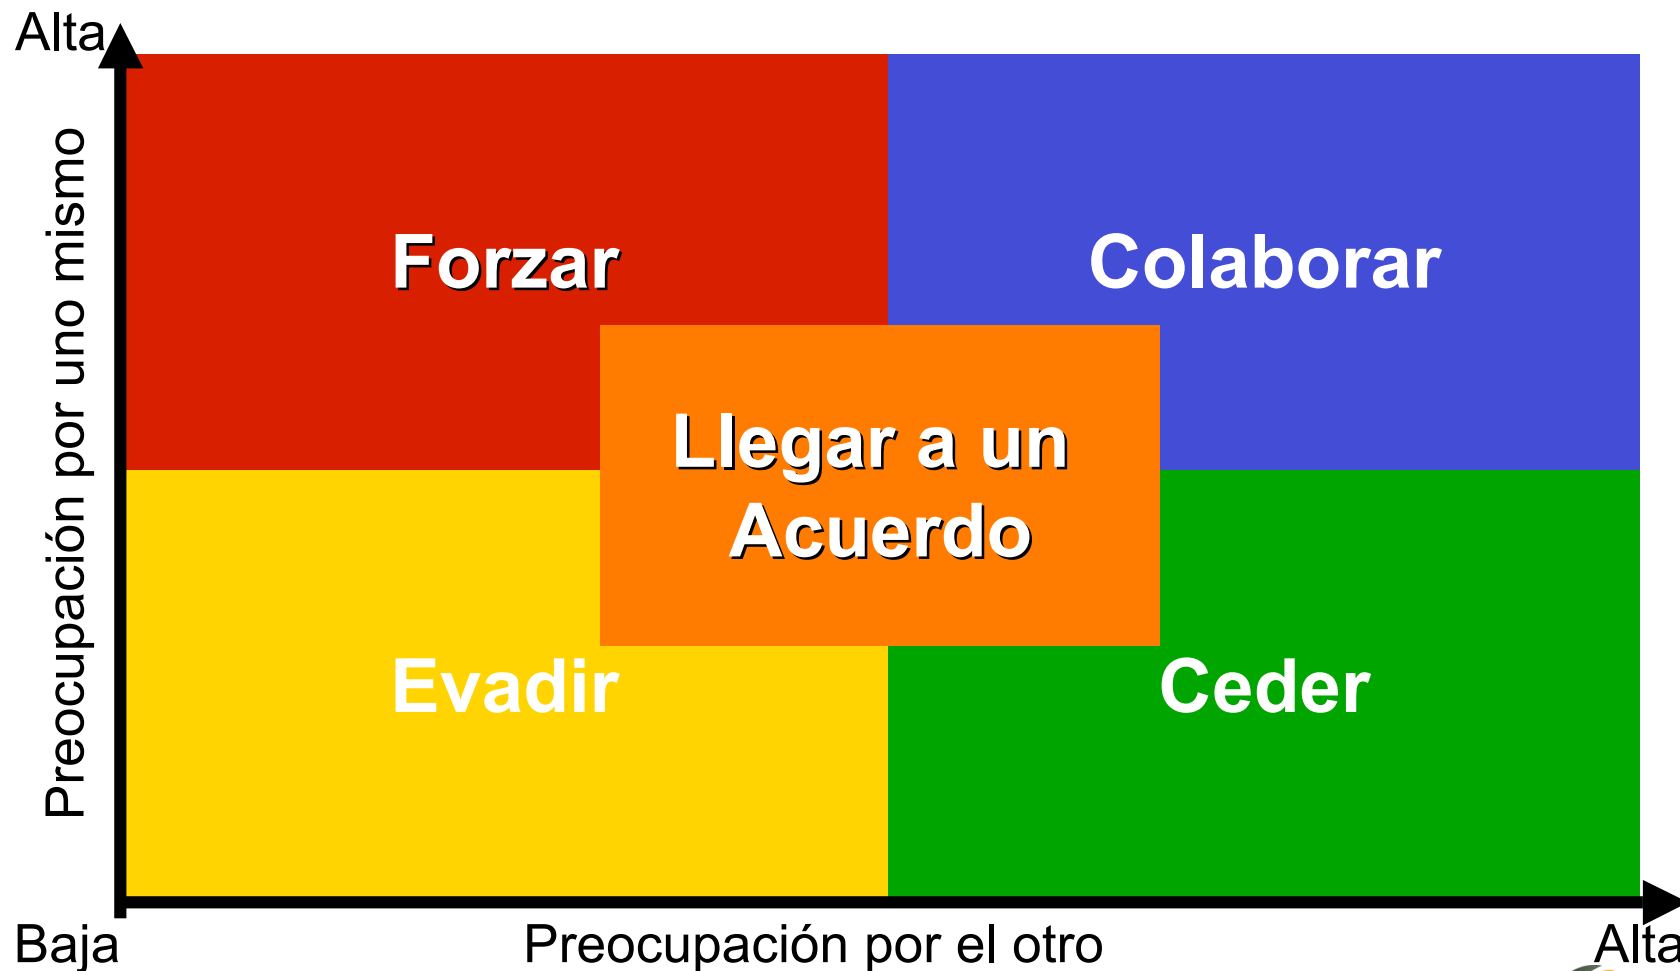 Alta
Preocupación por uno mismo
Forzar
Colaborar
Llegar a un
Acuerdo
Evadir
Ceder
Baja
Preocupación por el otro
Alta